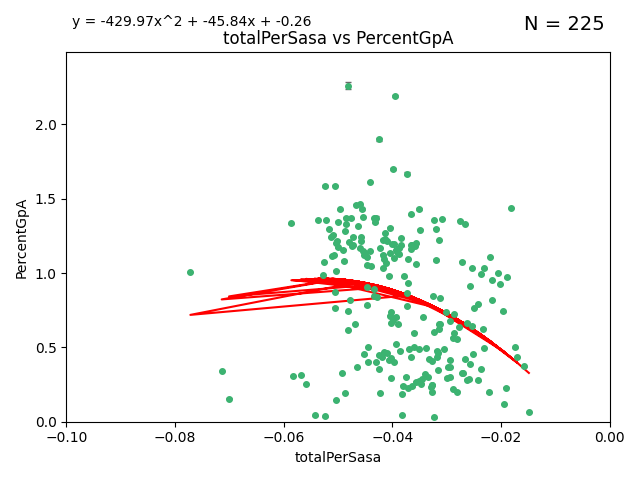 y = -429.97x^2 + -45.84x + -0.26
N = 225
totalPerSasa vs PercentGpA
PercentGpA
2.0
1.5
1.0
0.5
0.0
−0.10 −0.08 −0.06 −0.04 −0.02 0.00
totalPerSasa